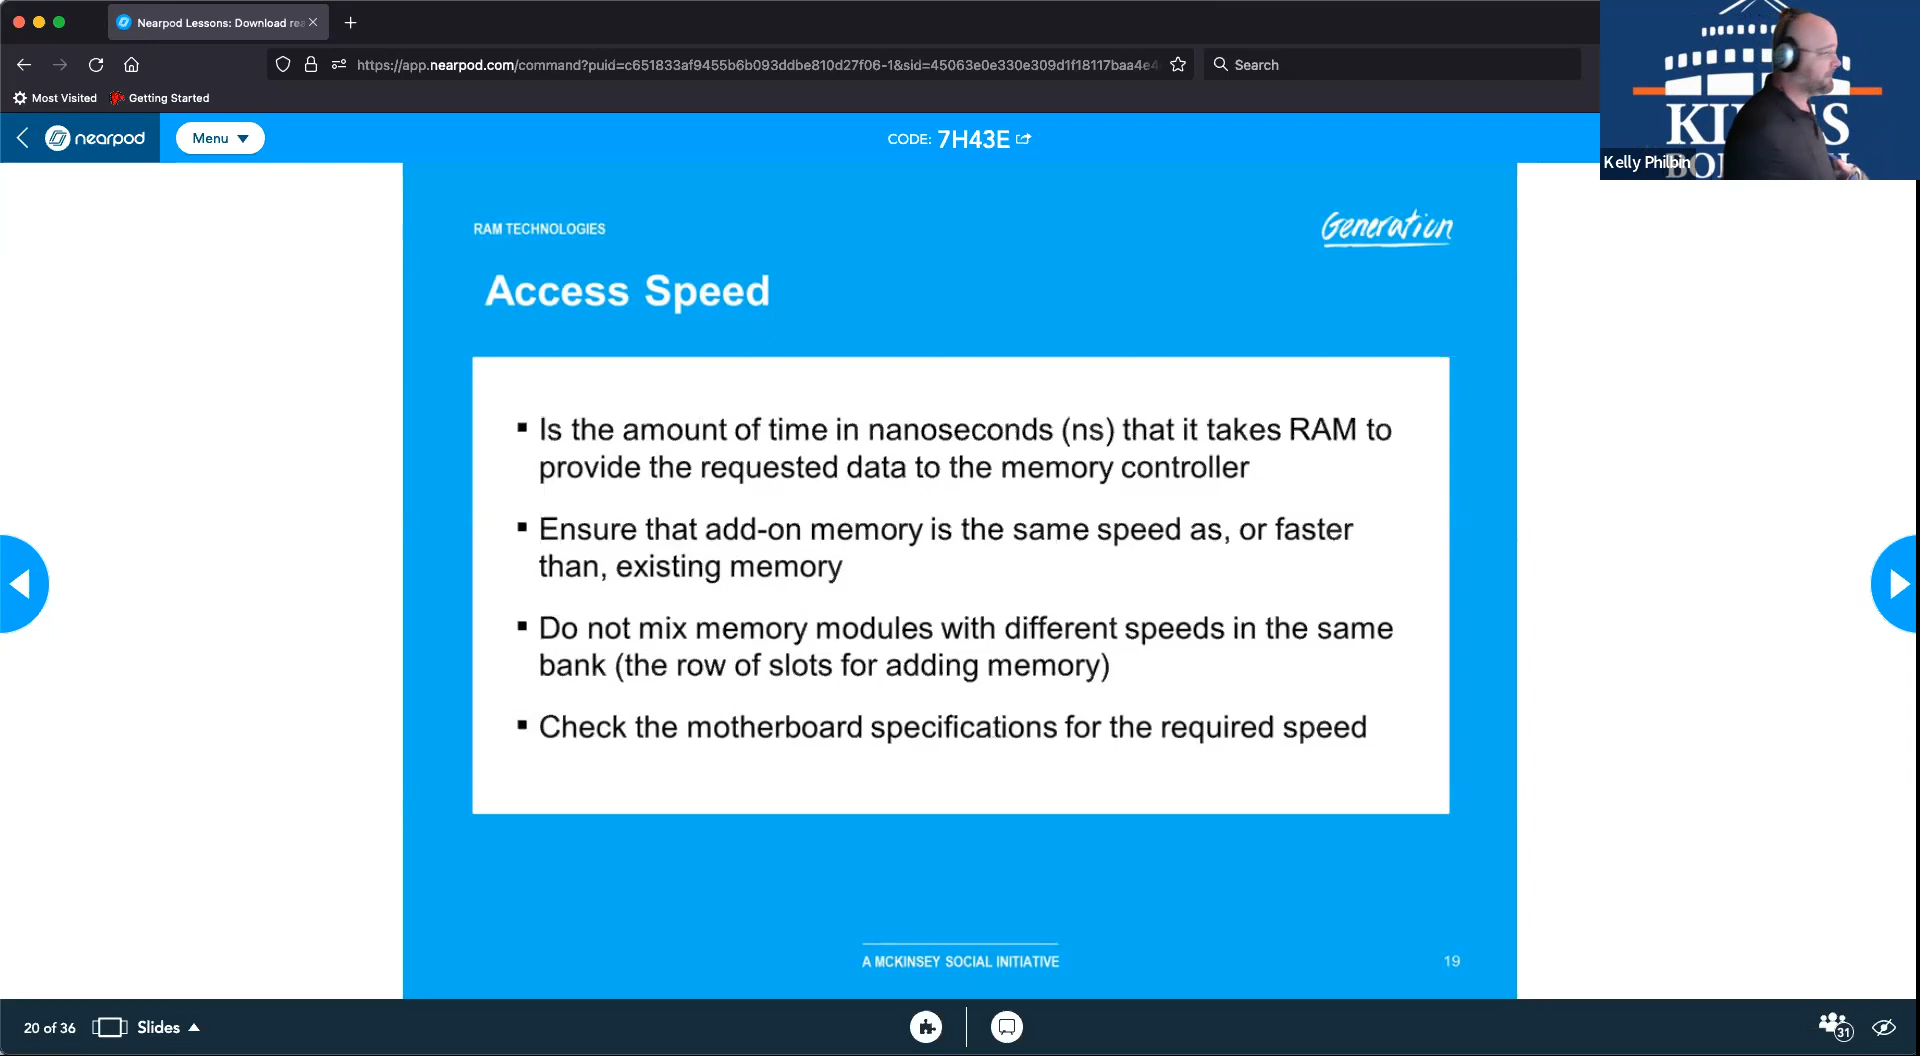 Nearpod Lessons: Download rea
https://app.nearpod.com/command?puid=c651833af9455b6b093ddbe810d27f06-1&sid=45063e0e330e309d1f18117baa4e4
Search
Most Visited
Getting Started
nearpod
Menu
CODE: 7H43E
Kelly Philbin
RAM TECHNOLOGIES
Generation
Access Speed
▪ Is the amount of time in nanoseconds (ns) that it takes RAM to
provide the requested data to the memory controller
▪ Ensure that add-on memory is the same speed as, or faster
than, existing memory
▪ Do not mix memory modules with different speeds in the same
bank (the row of slots for adding memory)
▪ Check the motherboard specifications for the required speed
A MCKINSEY SOCIAL INITIATIVE
19
20 of 36
Slides
31